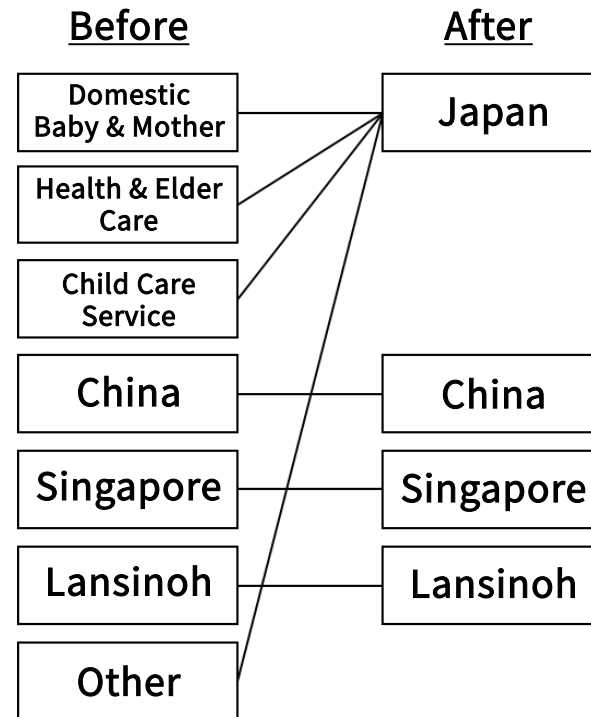 Before
After
Domestic
Baby & Mother
Japan
Health & Elder
Care
Child Care
Service
China
China
Singapore
Singapore
Lansinoh
Lansinoh
Other